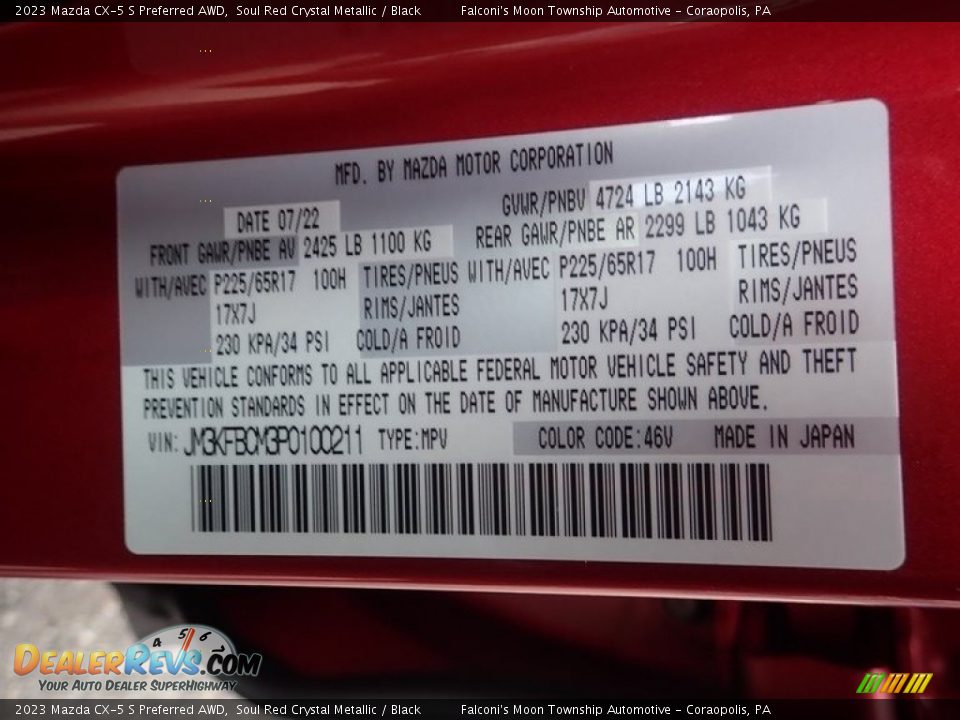 2023 Mazda CX-5 S Preferred AWD, Soul Red Crystal Metallic / Black Falconi's Moon Township Automotive - Coraopolis, PA
MFD. BY MAZDA MOTOR CORPORATION
DATE 07/22 GVWR/PNBV 4724 LB 2143 KG
FRONT GAWR/PNBE AV 2425 LB 1100 KG REAR GAWR/PNBE AR 2299 LB 1043 KG
WITH/AVEC P225/65R17 100H TIRES/PNEUS WITH/AVEC P225/65R17 100H TIRES/PNEUS
17X7J RIMS/JANTES 17X7J RIMS/JANTES
230 KPA/34 PSI COLD/A FROID 230 KPA/34 PSI COLD/A FROID
THIS VEHICLE CONFORMS TO ALL APPLICABLE FEDERAL MOTOR VEHICLE SAFETY AND THEFT
PREVENTION STANDARDS IN EFFECT ON THE DATE OF MANUFACTURE SHOWN ABOVE.
VIN: JM3KFBCM3P0100211 TYPE:MPV COLOR CODE:46V MADE IN JAPAN
4 5 6
DEALERREVS.COM
YOUR AUTO DEALER SUPERHIGHWAY
2023 Mazda CX-5 S Preferred AWD, Soul Red Crystal Metallic / Black Falconi's Moon Township Automotive - Coraopolis, PA